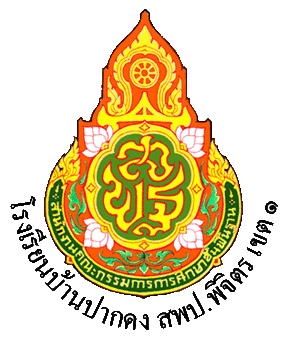 สพฐ
สำนักงานคณะกรรมการการศึกษาขั้นพื้นฐาน
โรงเรียนบ้านปากดง สพป.พิจิตร เขต ๑